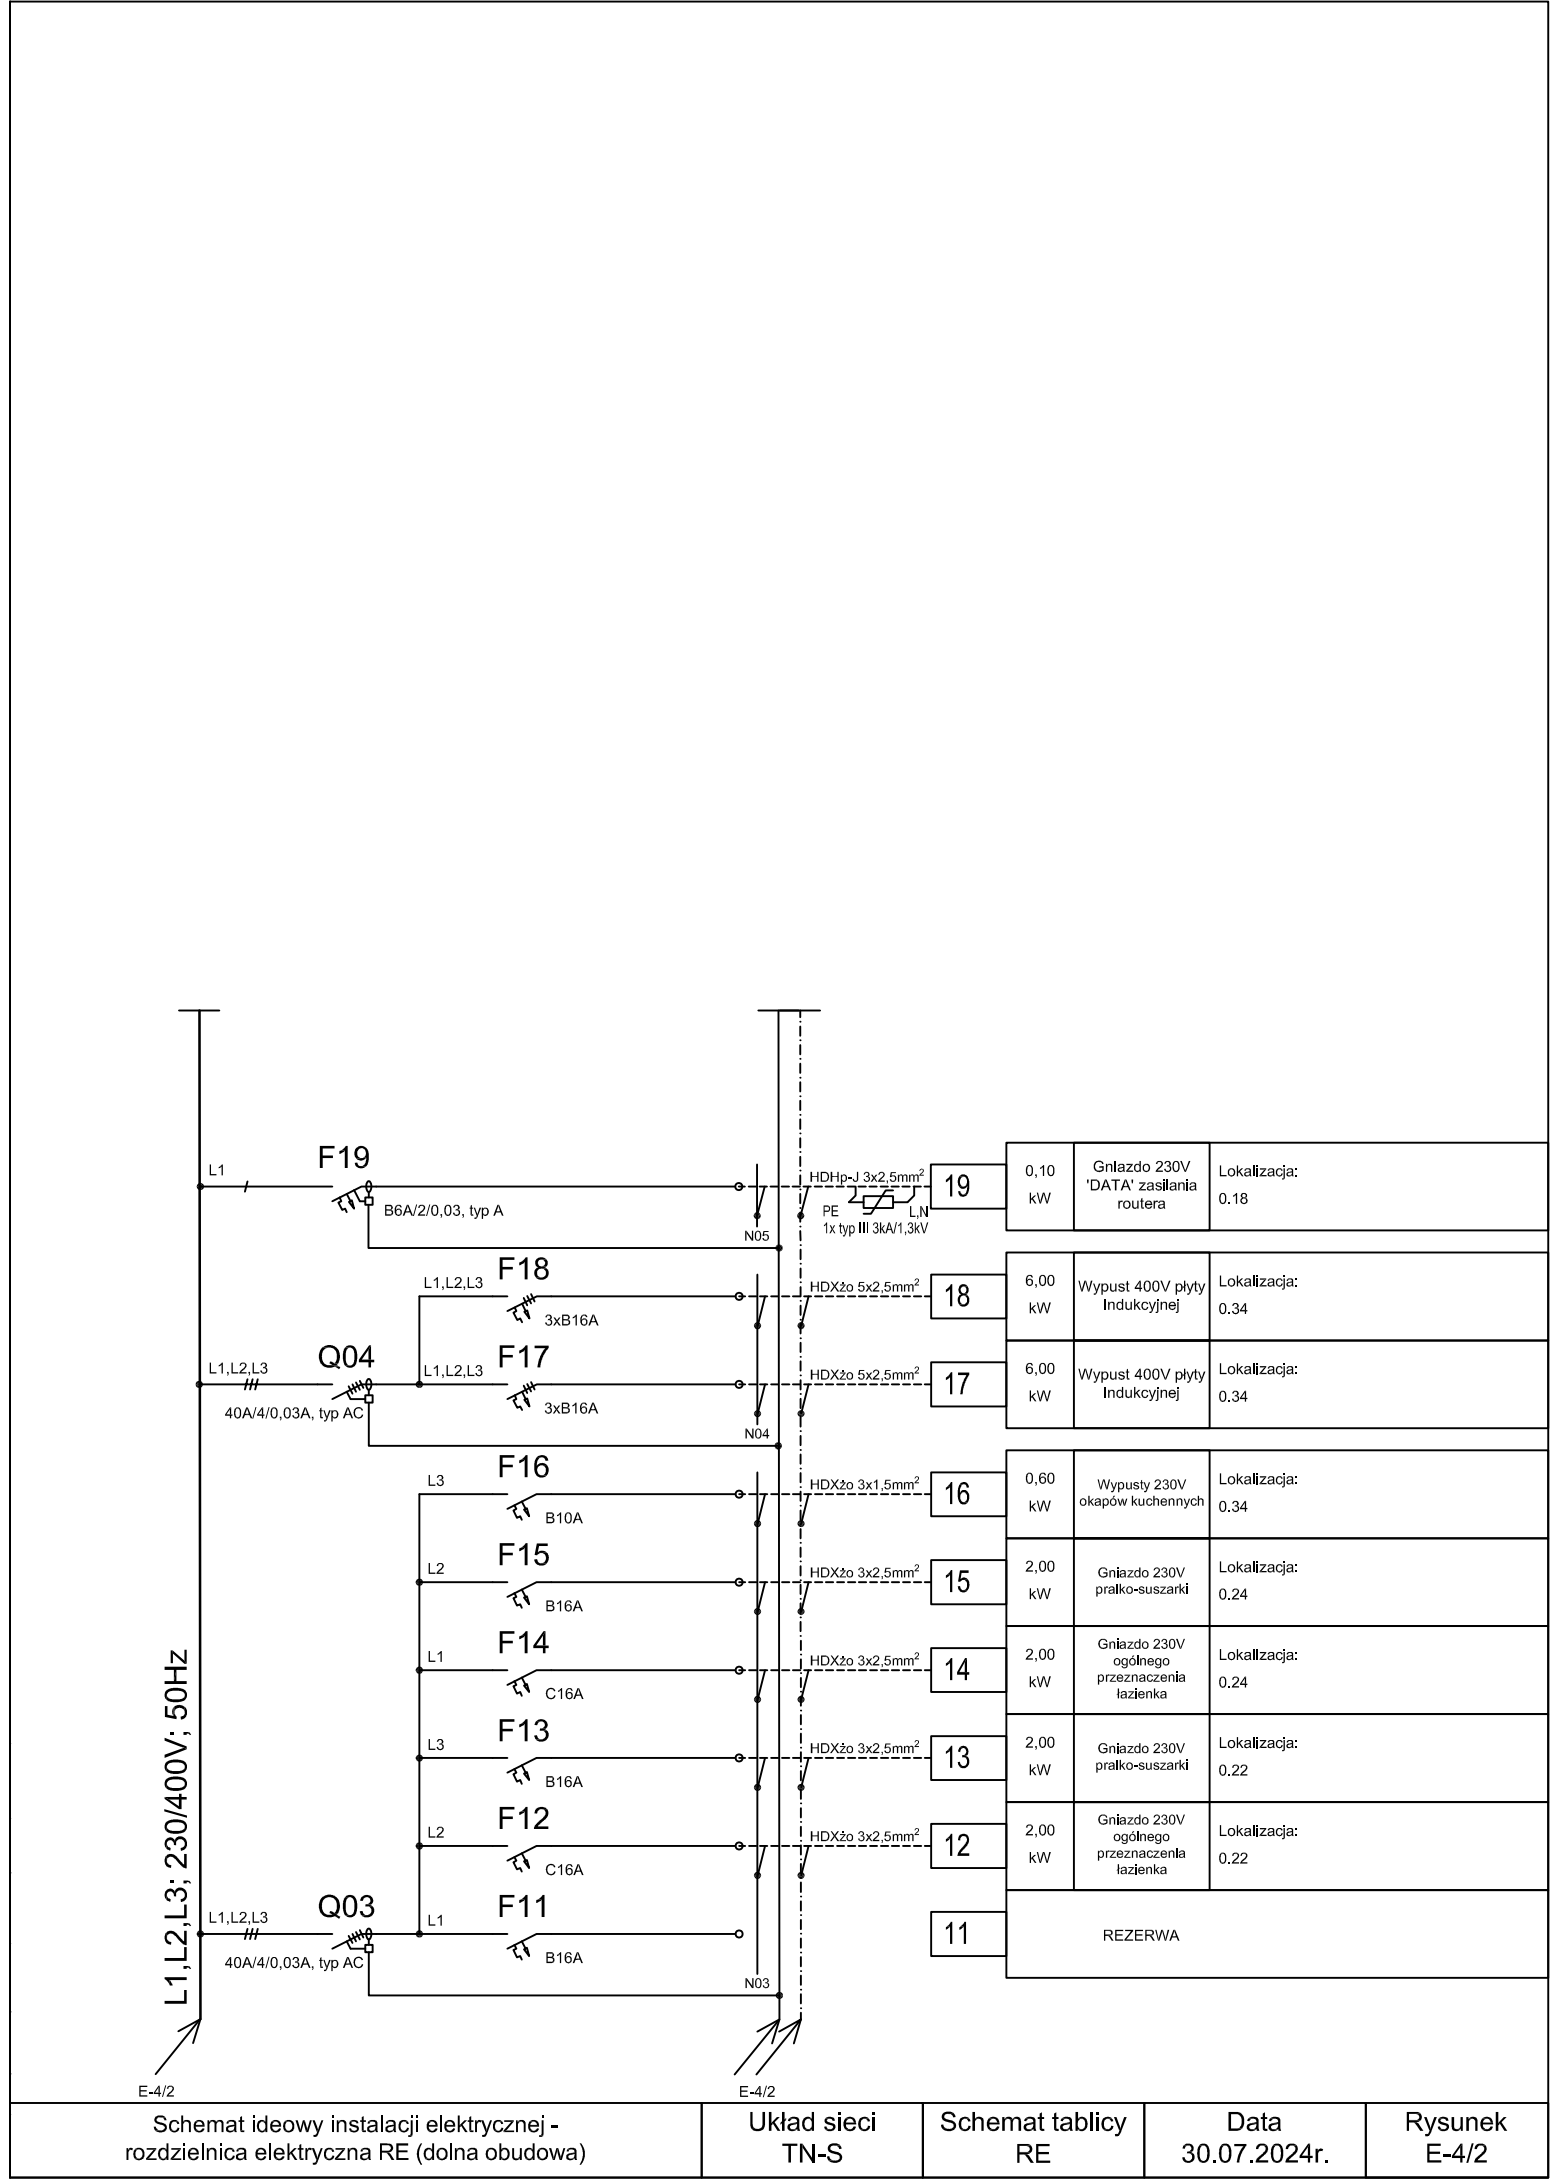 F19
L1
B6A/2/0,03, typ A
N05
HDHp-J 3x2,5mm²
PE
L,N
1x typ III 3kA/1,3kV
19
0,10
kW
Gniazdo 230V
'DATA' zasilania
routera
Lokalizacja:
0.18
F18
L1,L2,L3
3xB16A
HDXżo 5x2,5mm²
18
6,00
kW
Wypust 400V płyty
Indukcyjnej
Lokalizacja:
0.34
Q04
L1,L2,L3
40A/4/0,03A, typ AC
F17
L1,L2,L3
3xB16A
N04
HDXżo 5x2,5mm²
17
6,00
kW
Wypust 400V płyty
Indukcyjnej
Lokalizacja:
0.34
F16
L3
B10A
HDXżo 3x1,5mm²
16
0,60
kW
Wypusty 230V
okapów kuchennych
Lokalizacja:
0.34
F15
L2
B16A
HDXżo 3x2,5mm²
15
2,00
kW
Gniazdo 230V
pralko-suszarki
Lokalizacja:
0.24
F14
L1
C16A
HDXżo 3x2,5mm²
14
2,00
kW
Gniazdo 230V
ogólnego
przeznaczenia
łazienka
Lokalizacja:
0.24
F13
L3
B16A
HDXżo 3x2,5mm²
13
2,00
kW
Gniazdo 230V
pralko-suszarki
Lokalizacja:
0.22
F12
L2
C16A
HDXżo 3x2,5mm²
12
2,00
kW
Gniazdo 230V
ogólnego
przeznaczenia
łazienka
Lokalizacja:
0.22
Q03
L1,L2,L3
40A/4/0,03A, typ AC
F11
L1
B16A
N03
11
REZERWA
L1,L2,L3; 230/400V; 50Hz
E-4/2
E-4/2
Schemat ideowy instalacji elektrycznej -
rozdzielnica elektryczna RE (dolna obudowa)
Układ sieci
TN-S
Schemat tablicy
RE
Data
30.07.2024r.
Rysunek
E-4/2